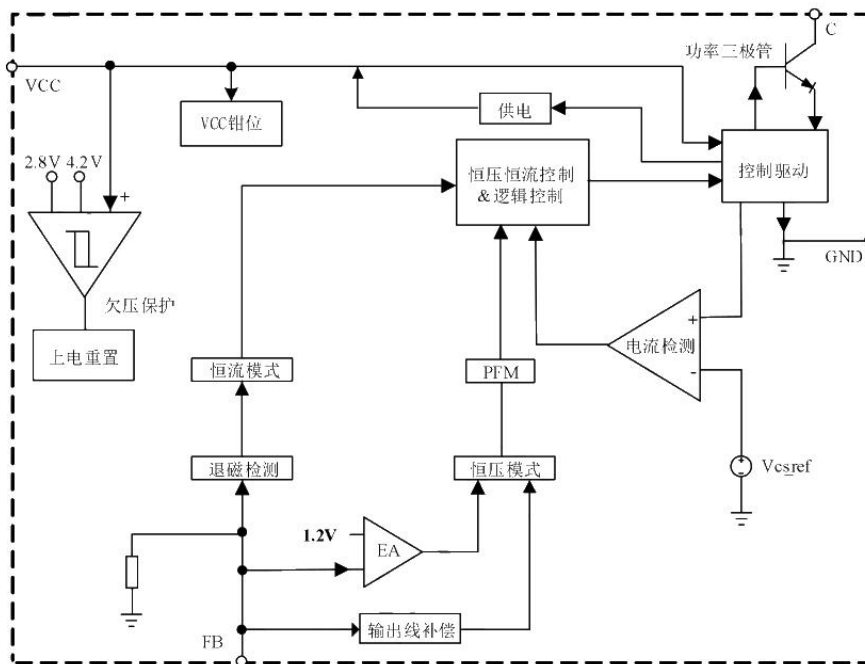 C
功率三极管
VCC
供电
VCC钳位
2.8V 4.2V
恒压恒流控制
&逻辑控制
控制驱动
+
GND
欠压保护
上电重置
+
电流检测
-
恒流模式
PFM
退磁检测
恒压模式
Vcs_ref
1.2V
EA
FB
输出线补偿